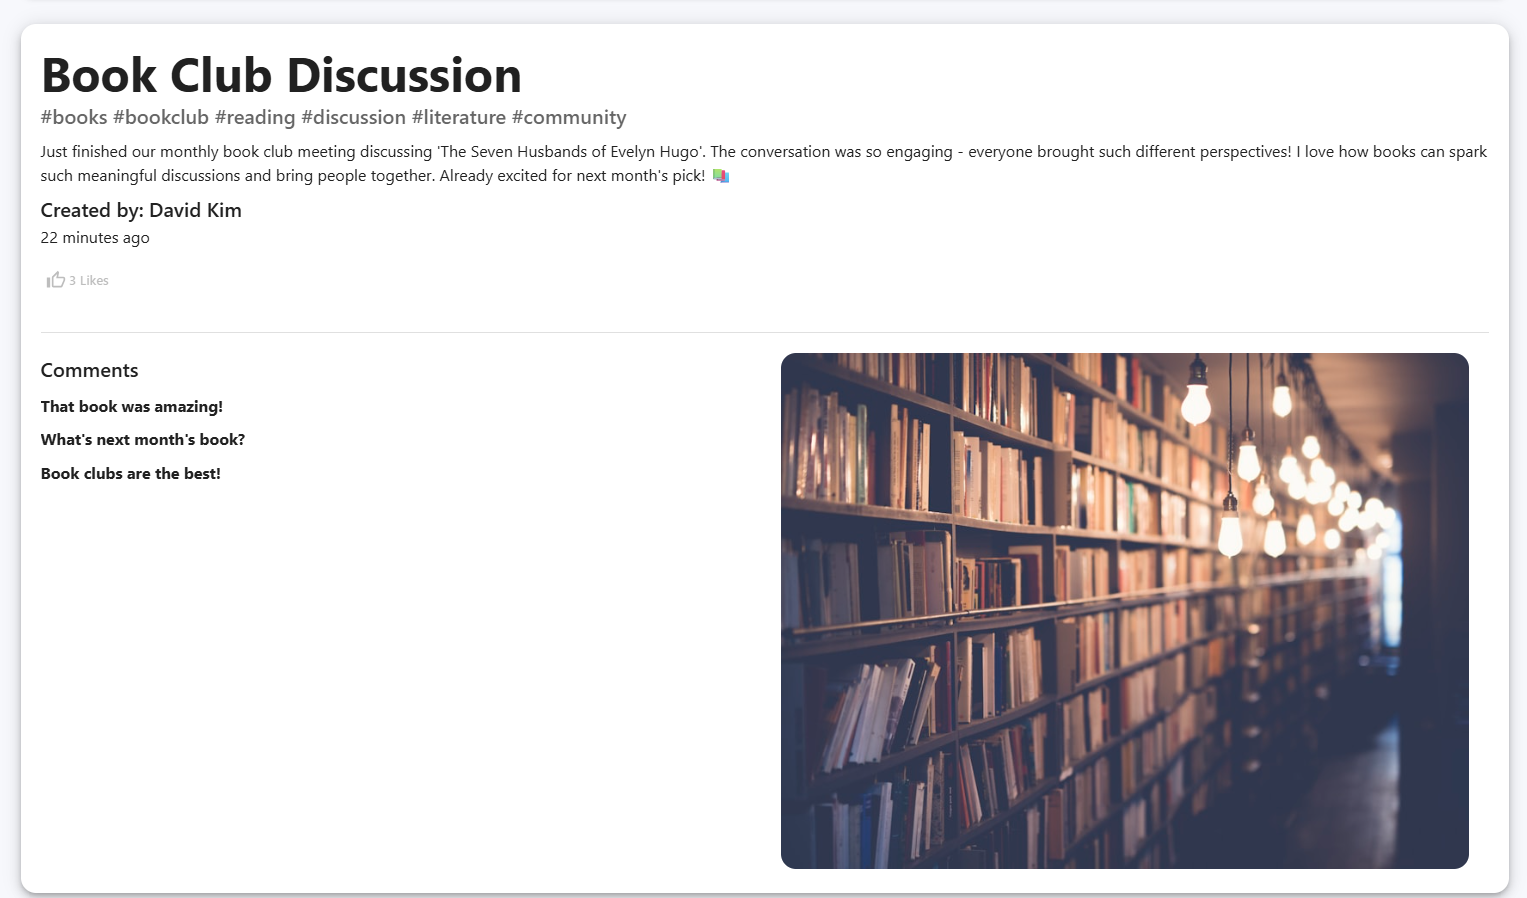 Book Club Discussion
#books #bookclub #reading #discussion #literature #community
Just finished our monthly book club meeting discussing 'The Seven Husbands of Evelyn Hugo'. The conversation was so engaging - everyone brought such different perspectives! I love how books can spark
such meaningful discussions and bring people together. Already excited for next month's pick! 📚
Created by: David Kim
22 minutes ago
3 Likes
Comments
That book was amazing!
What's next month's book?
Book clubs are the best!